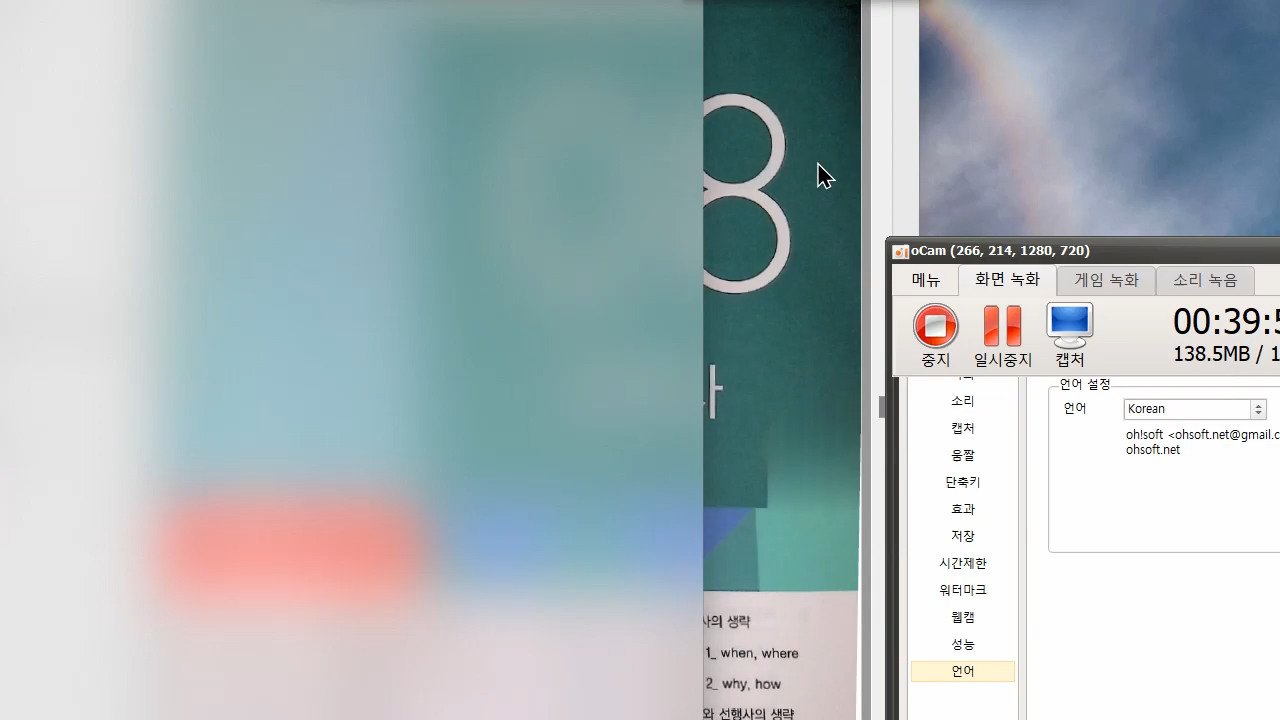 8
사의 생략
1_ when, where
2_ why, how
와 선행사의 생략
oCam (266, 214, 1280, 720)
메뉴 화면 녹화 게임 녹화 소리 녹음
중지 일시중지 캡처
00:39:5
138.5MB / 1
소리
캡처
웅짤
단축키
효과
저장
시간제한
워터마크
웹캠
성능
언어
언어 설정
언어 Korean
oh!soft <ohsoft.net@gmail.c
ohsoft.net